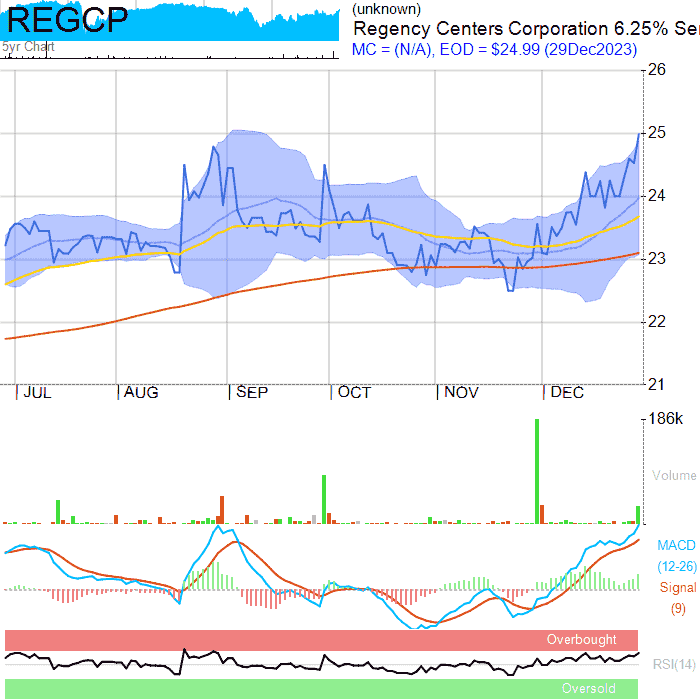 REGCP
5yr Chart
(unknown)
Regency Centers Corporation 6.25% Ser
MC = (N/A), EOD = $24.99 (29Dec2023)
26
25
24
23
22
21
JUL AUG SEP OCT NOV DEC
186k
Volume
MACD
(12-26)
Signal
(9)
Overbought
RSI(14)
Oversold